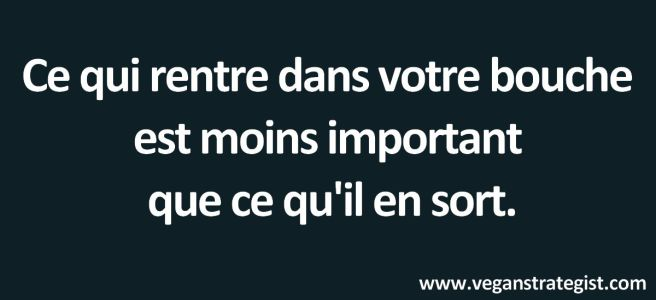 Ce qui rentre dans votre bouche
est moins important
que ce qu'il en sort.
www.veganstrategist.com